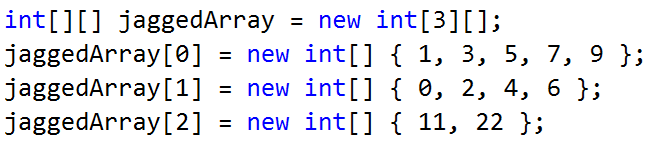 int[][] jaggedArray = new int[3][];
jaggedArray[0] = new int[] { 1, 3, 5, 7, 9 };
jaggedArray[1] = new int[] { 0, 2, 4, 6 };
jaggedArray[2] = new int[] { 11, 22 };